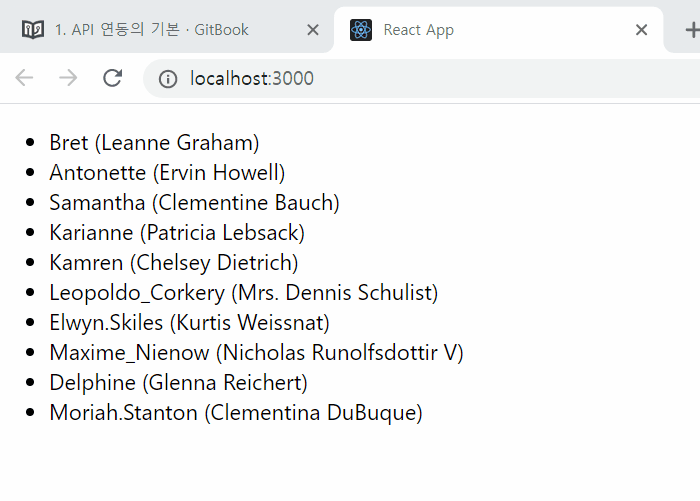 1. API 연동의 기본 · GitBook
React App
localhost:3000
Bret (Leanne Graham)
Antonette (Ervin Howell)
Samantha (Clementine Bauch)
Karianne (Patricia Lebsack)
Kamren (Chelsey Dietrich)
Leopoldo_Corkery (Mrs. Dennis Schulist)
Elwyn.Skiles (Kurtis Weissnat)
Maxime_Nienow (Nicholas Runolfsdottir V)
Delphine (Glenna Reichert)
Moriah.Stanton (Clementina DuBuque)